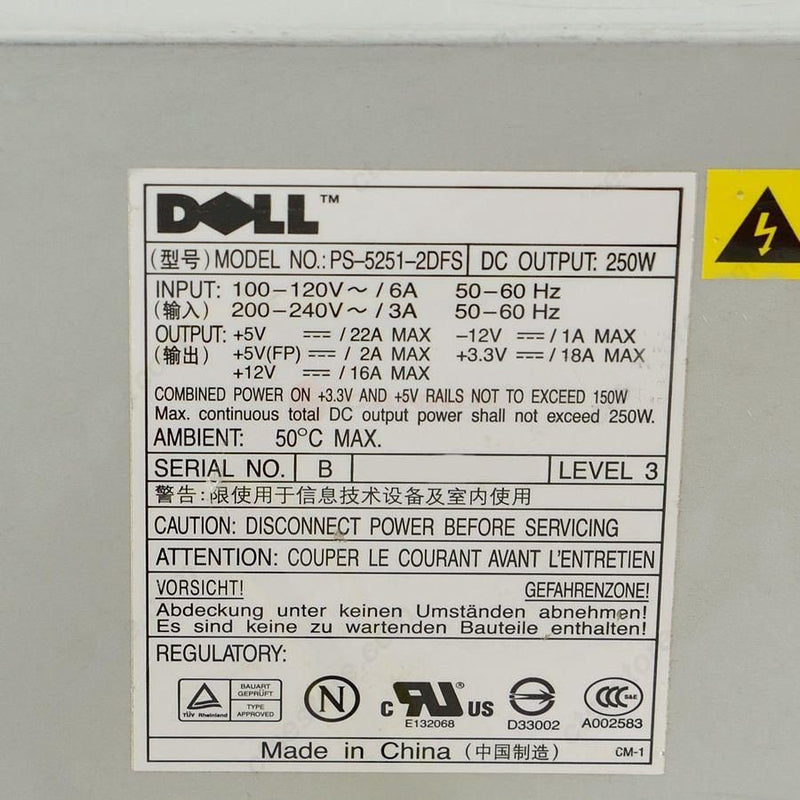 DELL™
(型号) MODEL NO.: PS-5251-2DFS DC OUTPUT: 250W
INPUT: 100-120V～ / 6A 50-60 Hz
(输入) 200-240V～ / 3A 50-60 Hz
OUTPUT: +5V ⎓ / 22A MAX -12V ⎓ / 1A MAX
(输出) +5V(FP) ⎓ / 2A MAX +3.3V ⎓ / 18A MAX
+12V ⎓ / 16A MAX
COMBINED POWER ON +3.3V AND +5V RAILS NOT TO EXCEED 150W
Max. continuous total DC output power shall not exceed 250W.
AMBIENT: 50°C MAX.
SERIAL NO. B LEVEL 3
警告:限使用于信息技术设备及室内使用
CAUTION: DISCONNECT POWER BEFORE SERVICING
ATTENTION: COUPER LE COURANT AVANT L'ENTRETIEN
VORSICHT! GEFAHRENZONE!
Abdeckung unter keinen Umständen abnehmen!
Es sind keine zu wartenden Bauteile enthalten!
REGULATORY:
TÜV Rheinland BAUART GEPRÜFT TYPE APPROVED
N
c RU us
E132068
D33002
CCC S&E
A002583
Made in China (中国制造) CM-1